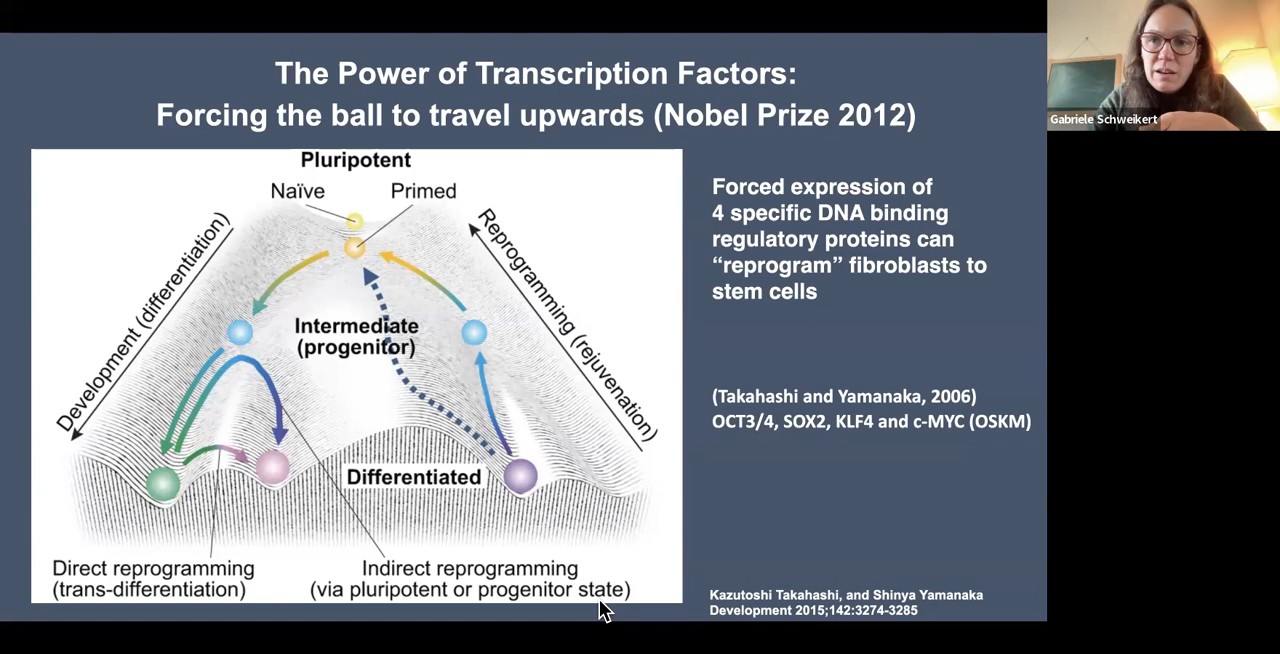 The Power of Transcription Factors:
Forcing the ball to travel upwards (Nobel Prize 2012)
Pluripotent
Naïve
Primed
Development (differentiation)
Reprogramming (rejuvenation)
Intermediate
(progenitor)
Differentiated
Direct reprogramming
(trans-differentiation)
Indirect reprogramming
(via pluripotent or progenitor state)
Forced expression of
4 specific DNA binding
regulatory proteins can
“reprogram” fibroblasts to
stem cells
(Takahashi and Yamanaka, 2006)
OCT3/4, SOX2, KLF4 and c-MYC (OSKM)
Kazutoshi Takahashi, and Shinya Yamanaka
Development 2015;142:3274-3285
Gabriele Schweikert